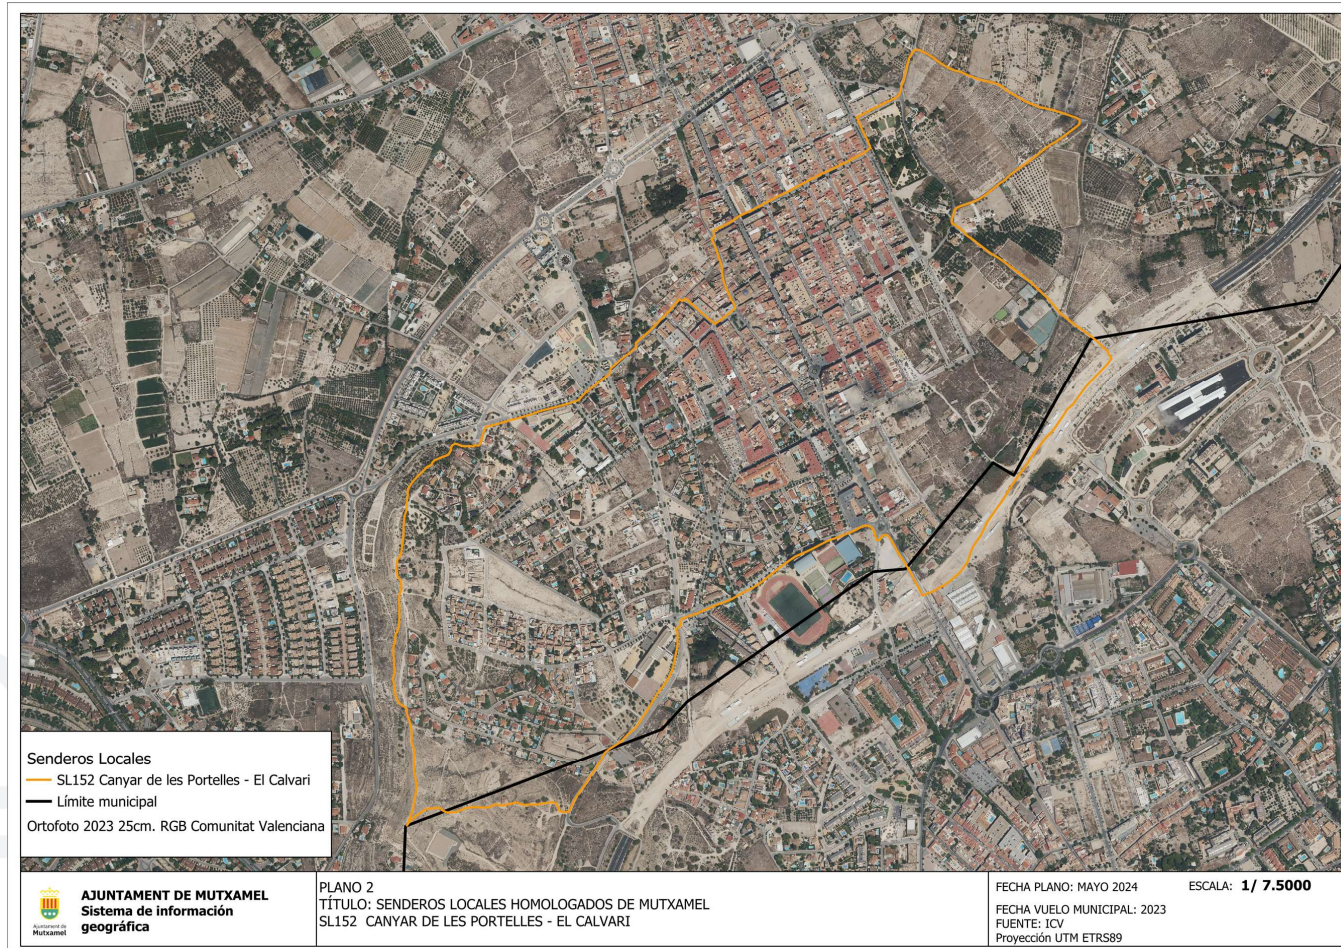 Senderos Locales
SL152 Canyar de les Portelles - El Calvari
Límite municipal
Ortofoto 2023 25cm. RGB Comunitat Valenciana
Ajuntament de
Mutxamel
AJUNTAMENT DE MUTXAMEL
Sistema de información
geográfica
PLANO 2
TÍTULO: SENDEROS LOCALES HOMOLOGADOS DE MUTXAMEL
SL152 CANYAR DE LES PORTELLES - EL CALVARI
FECHA PLANO: MAYO 2024
ESCALA: 1/ 7.5000
FECHA VUELO MUNICIPAL: 2023
FUENTE: ICV
Proyección UTM ETRS89